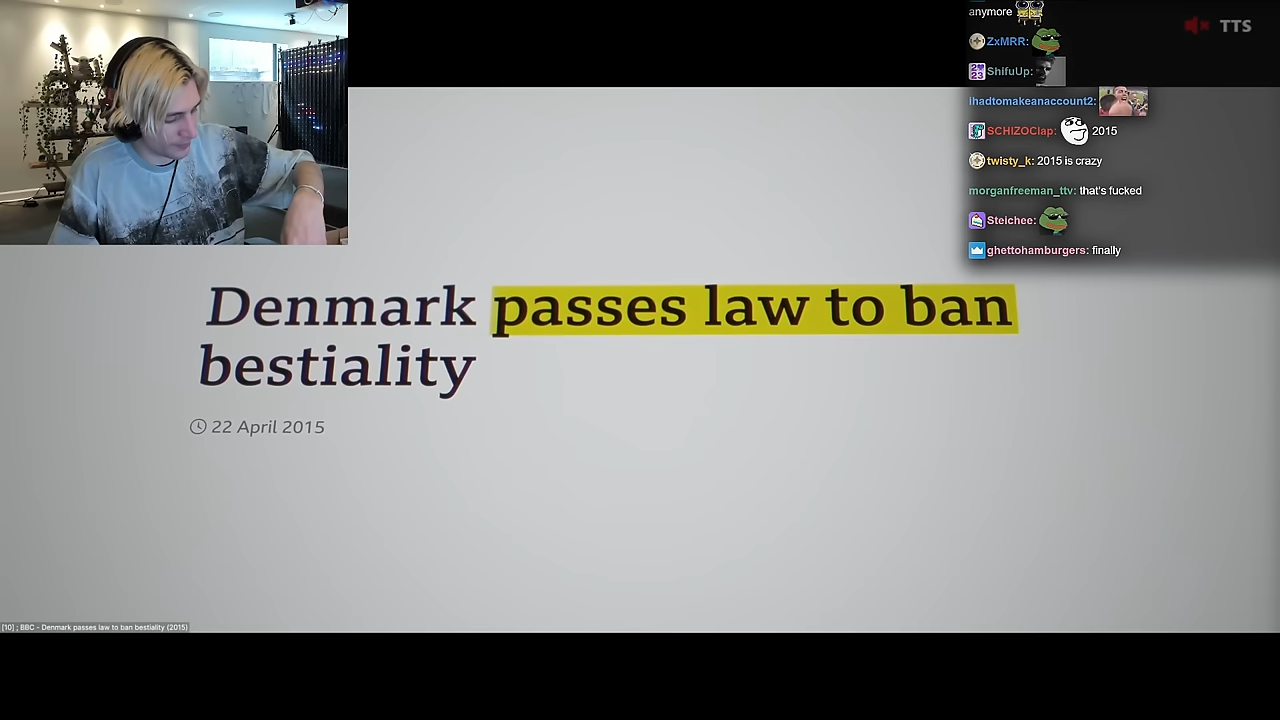 anymore
TTS
ZxMRR:
ShifuUp:
Ihadtomakeanaccount2:
SCHIZOClap: 2015
twisty_k: 2015 is crazy
morganfreeman_ttv: that's fucked
Steichee:
ghettohamburgers: finally
Denmark passes law to ban
bestiality
22 April 2015
[10] ; BBC - Denmark passes law to ban bestiality (2015)